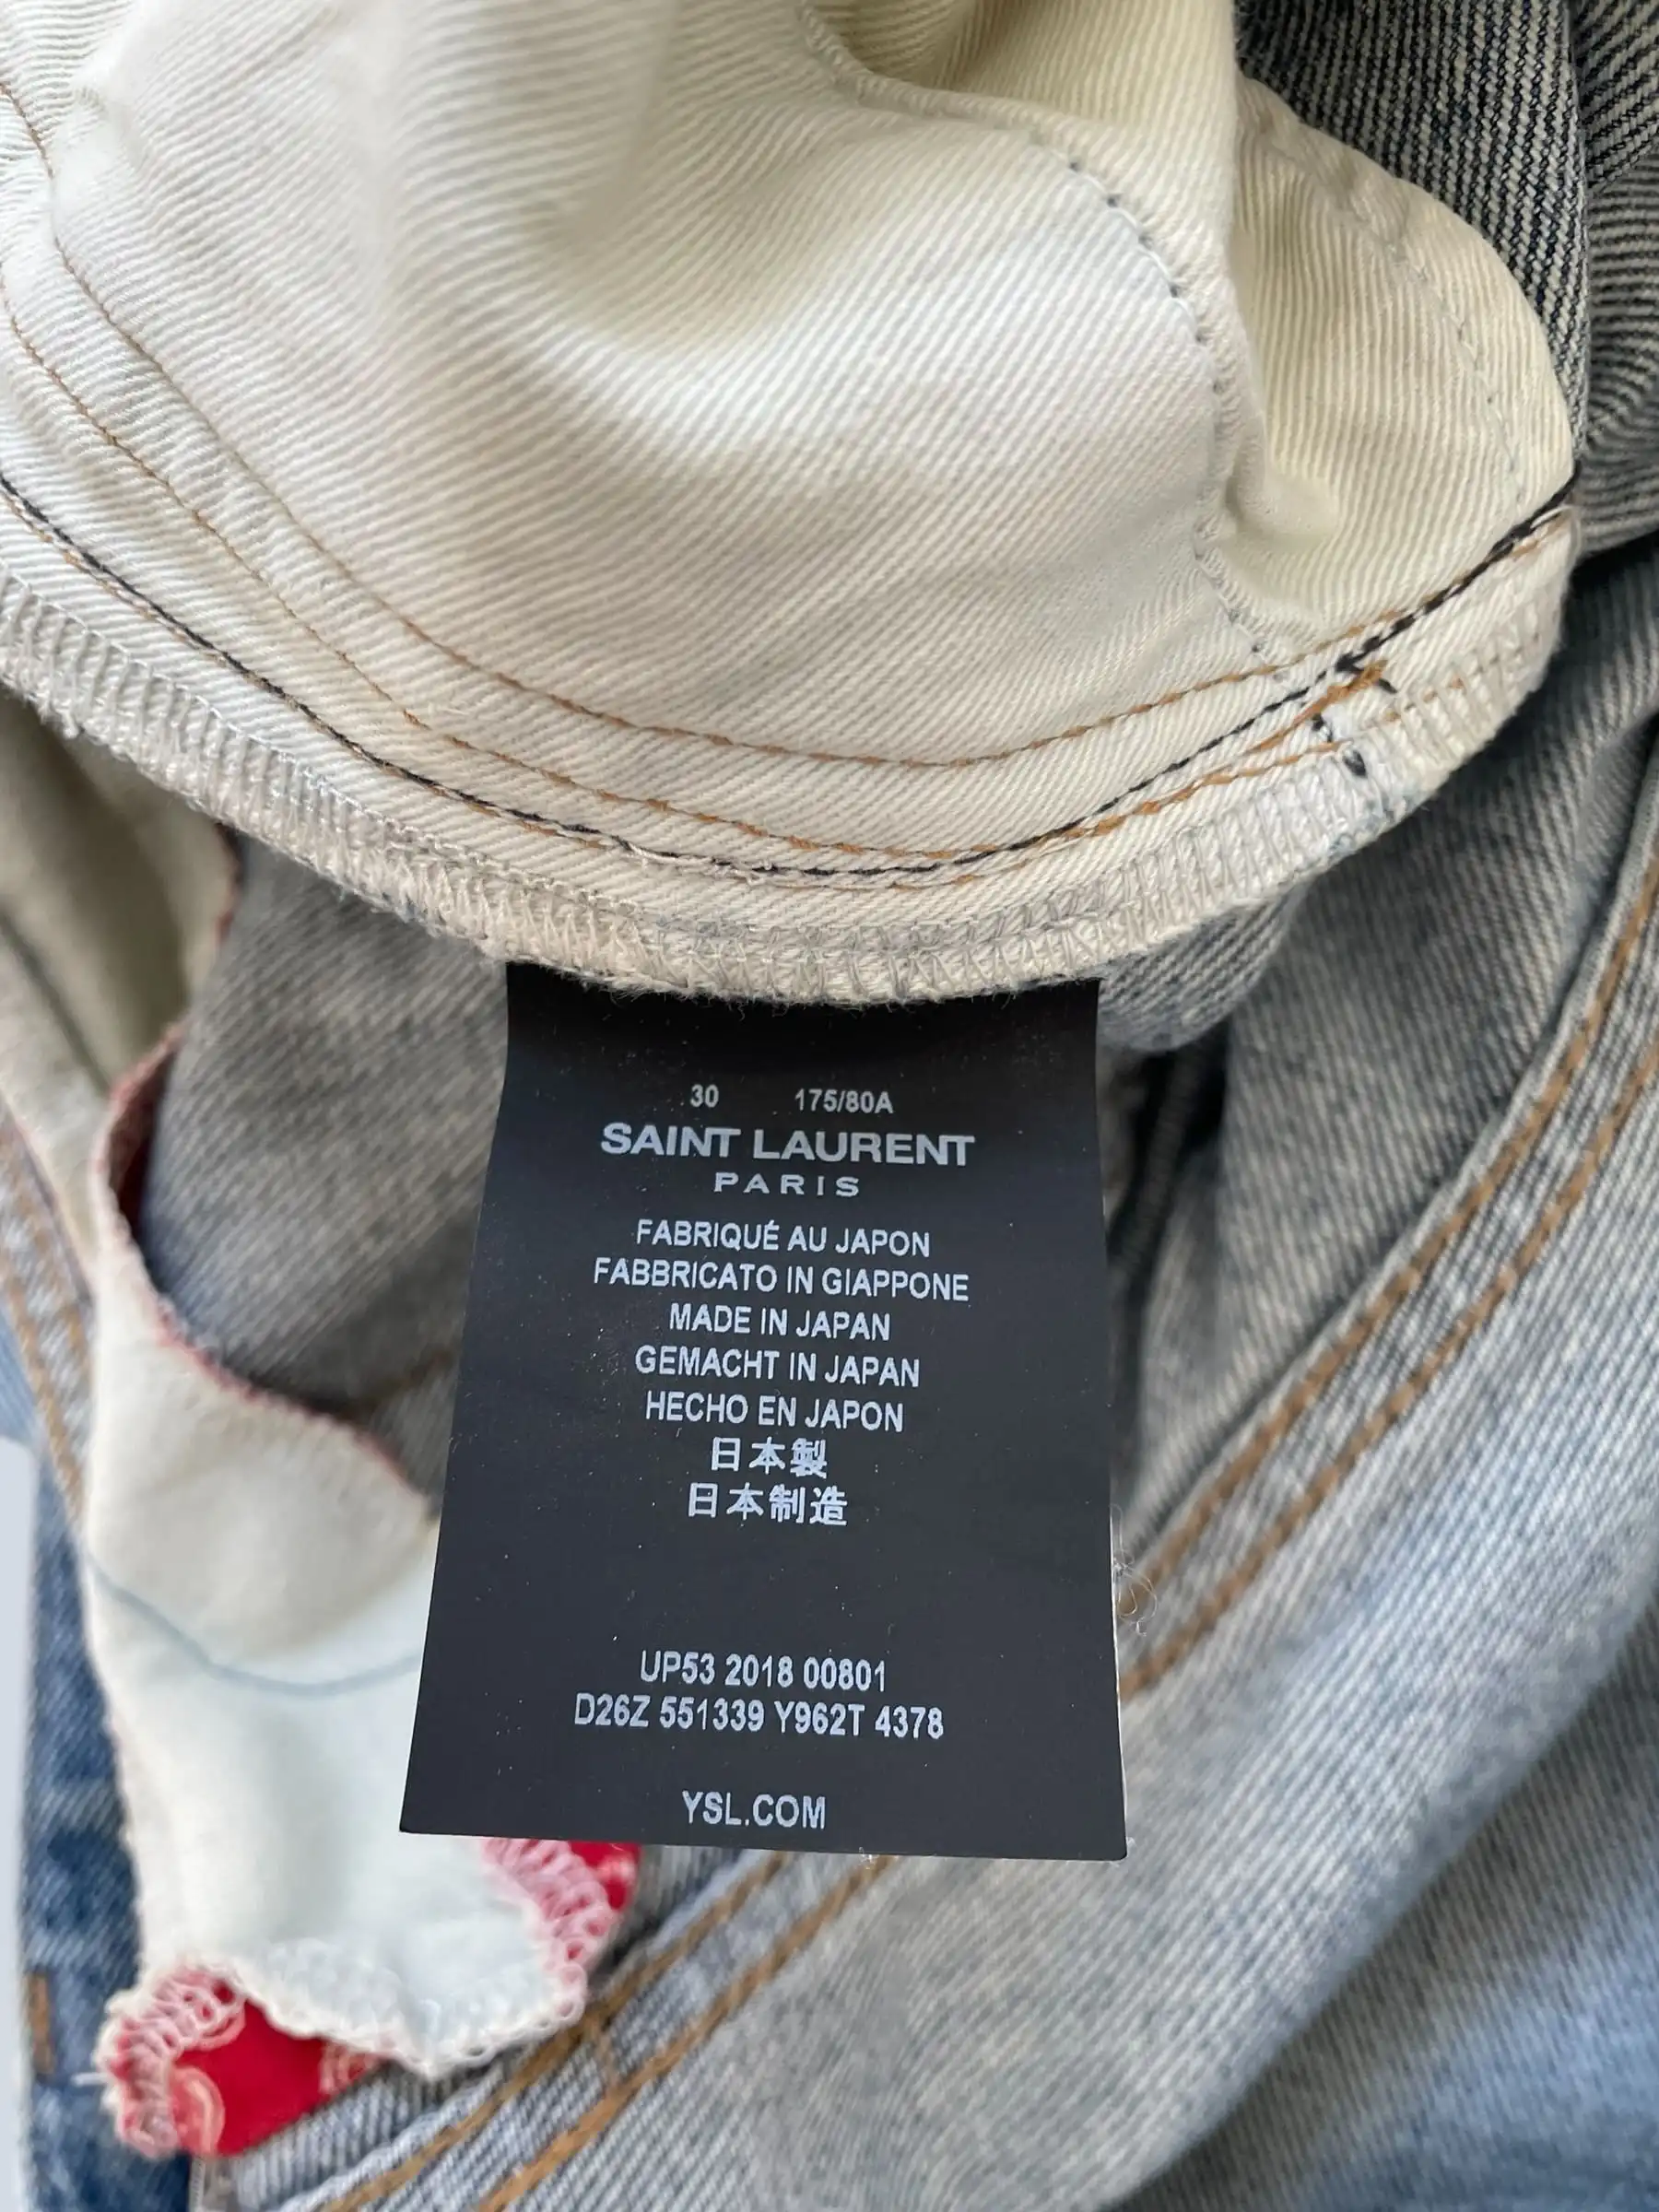 30 175/80A
SAINT LAURENT
PARIS
FABRIQUÉ AU JAPON
FABBRICATO IN GIAPPONE
MADE IN JAPAN
GEMACHT IN JAPAN
HECHO EN JAPON
日本製
日本制造
UP53 2018 00801
D26Z 551339 Y962T 4378
YSL.COM